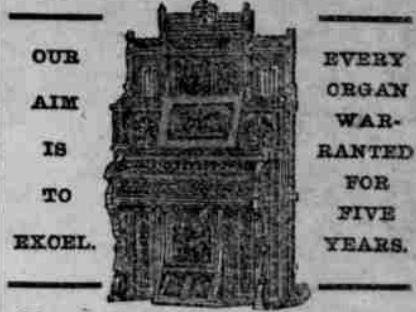 OUR
AIM
IS
TO
EXCEL.
EVERY
ORGAN
WAR-
RANTED
FOR
FIVE
YEARS.